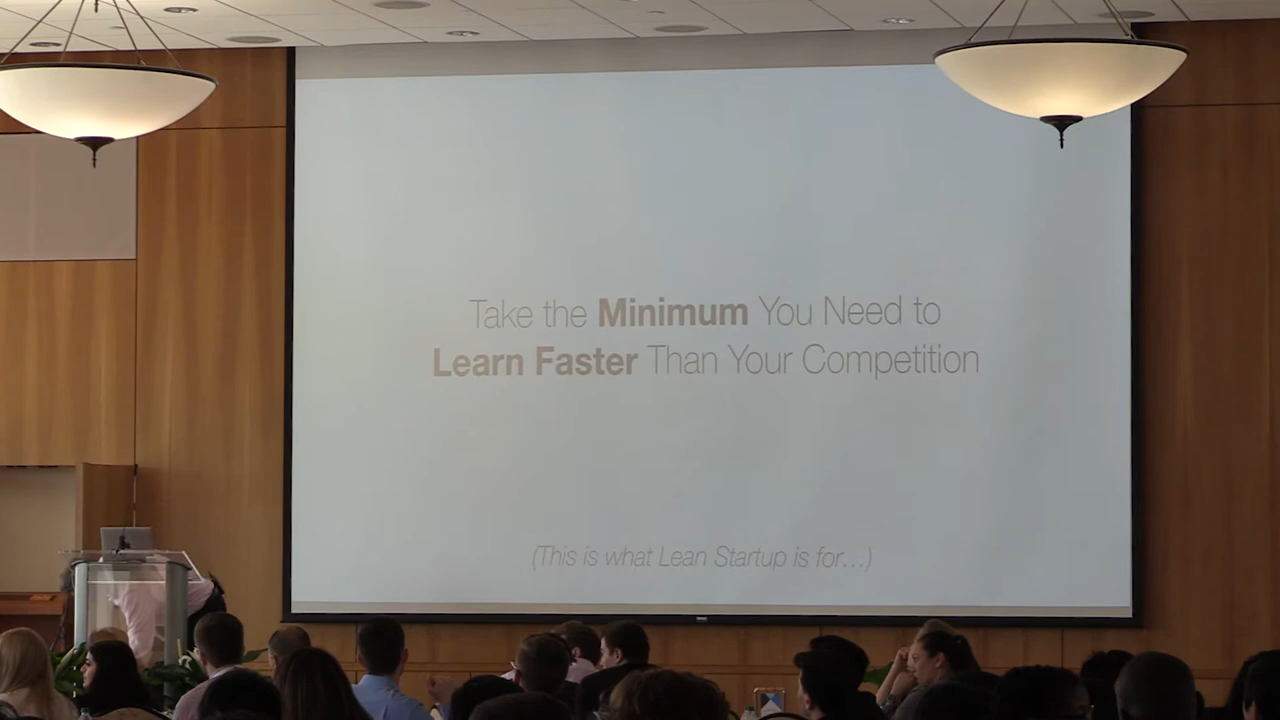 Take the Minimum You Need to
Learn Faster Than Your Competition
(This is what Lean Startup is for...)